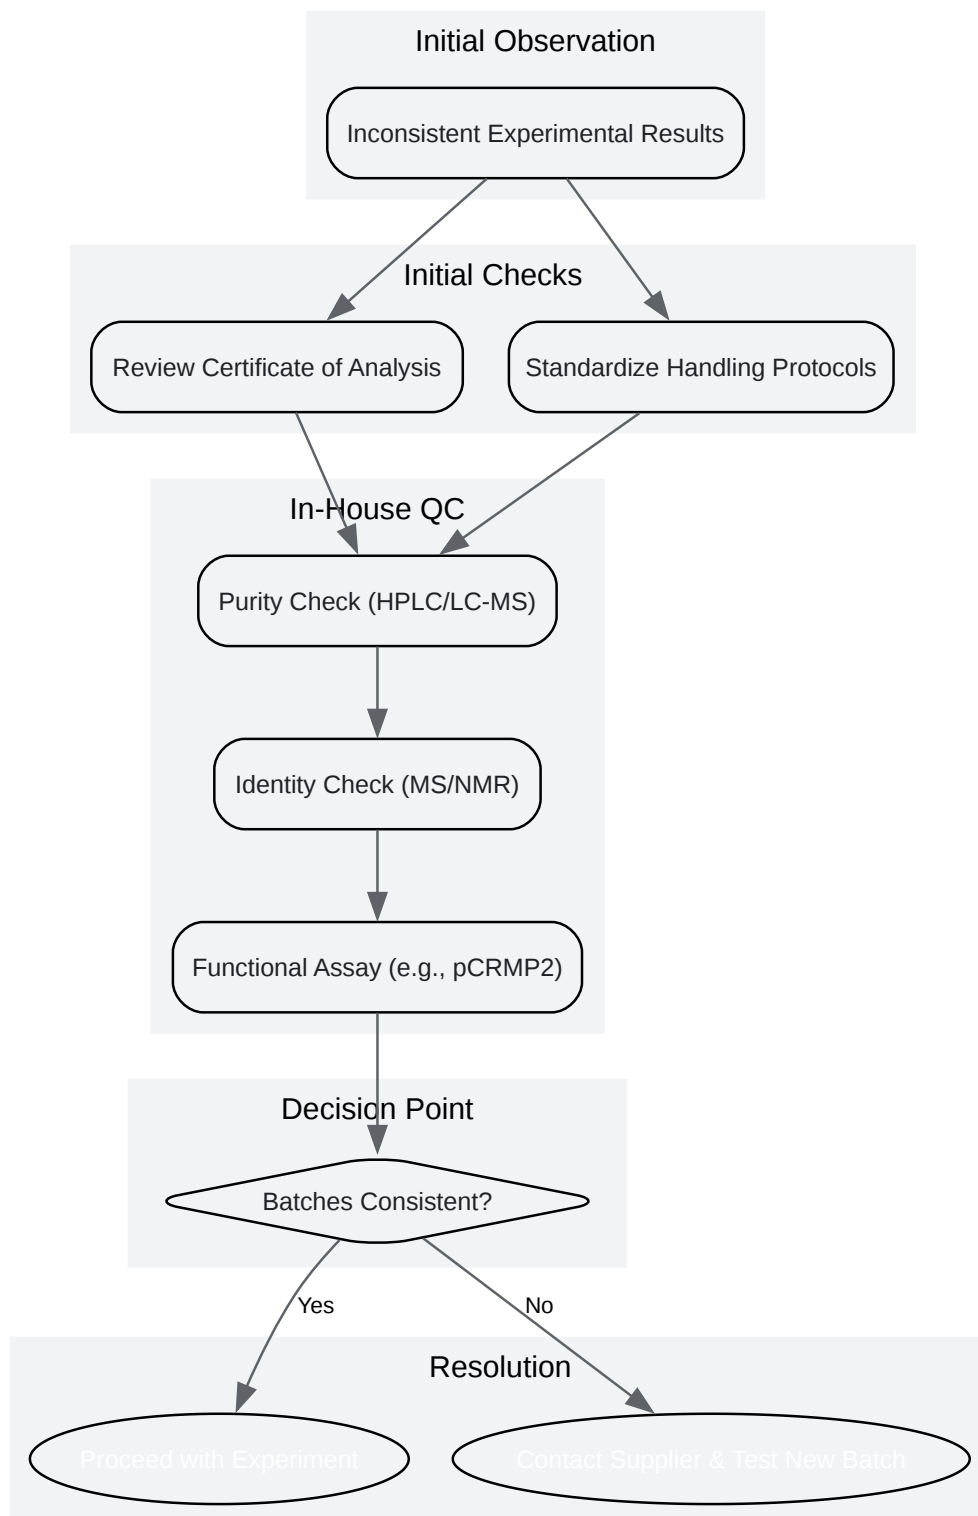 Initial Observation
Inconsistent Experimental Results
Initial Checks
Review Certificate of Analysis
Standardize Handling Protocols
In-House QC
Purity Check (HPLC/LC-MS)
Identity Check (MS/NMR)
Functional Assay (e.g., pCRMP2)
Decision Point
Batches Consistent?
Yes
No
Resolution
Proceed with Experiment
Contact Supplier & Test New Batch